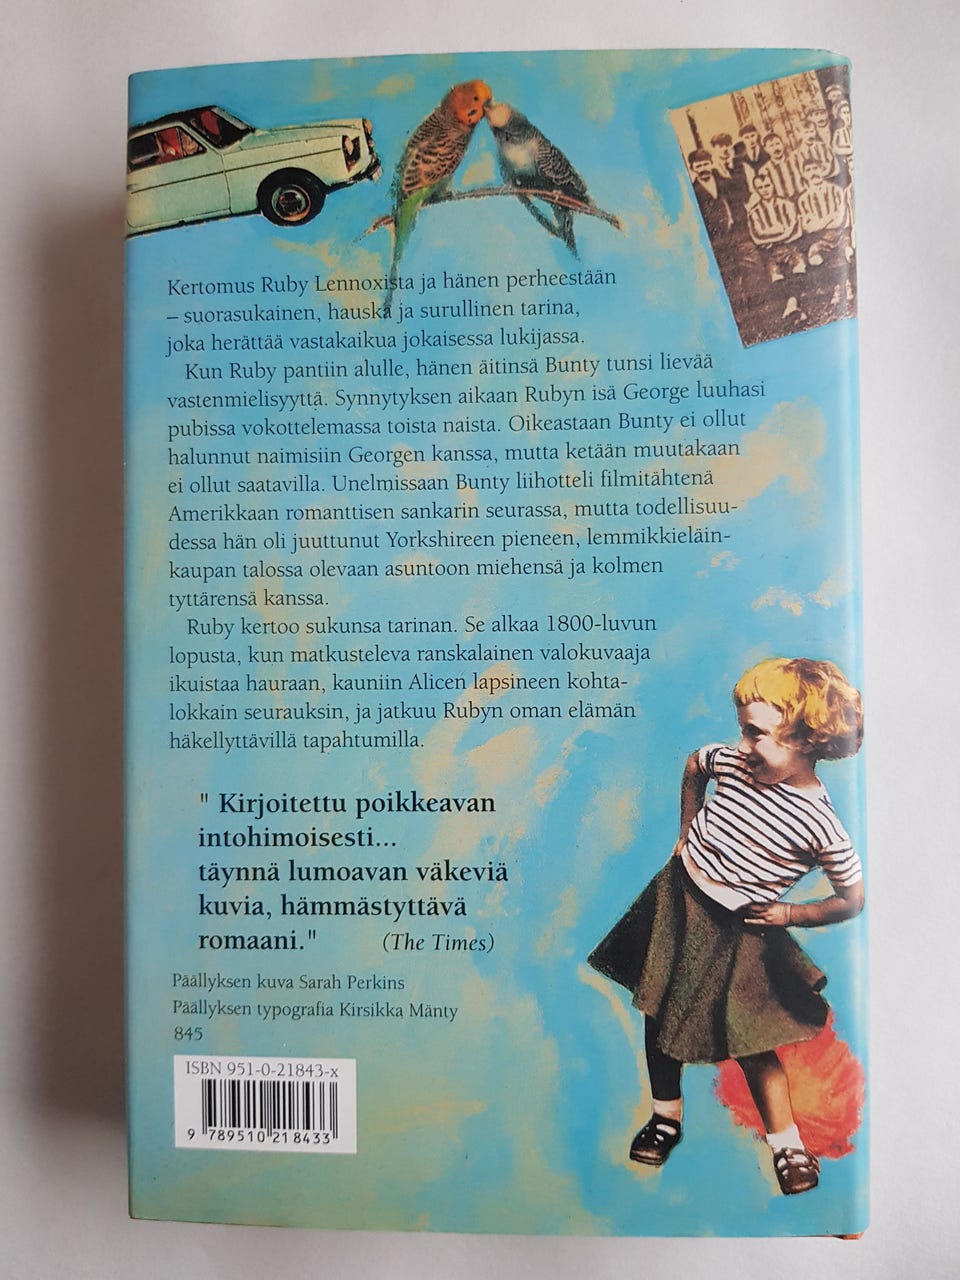 Kertomus Ruby Lennoxista ja hänen perheestään
– suorasukainen, hauska ja surullinen tarina,
joka herättää vastakaikua jokaisessa lukijassa.
Kun Ruby pantiin alulle, hänen äitinsä Bunty tunsi lievää
vastenmielisyyttä. Synnytyksen aikaan Rubyn isä George luuhasi
pubissa vokottelemassa toista naista. Oikeastaan Bunty ei ollut
halunnut naimisiin Georgen kanssa, mutta ketään muutakaan
ei ollut saatavilla. Unelmissaan Bunty liihotteli filmitähtenä
Amerikkaan romanttisen sankarin seurassa, mutta todellisuu-
dessa hän oli juuttunut Yorkshireen pieneen, lemmikkieläin-
kaupan talossa olevaan asuntoon miehensä ja kolmen
tyttärensä kanssa.
Ruby kertoo sukunsa tarinan. Se alkaa 1800-luvun
lopusta, kun matkusteleva ranskalainen valokuvaaja
ikuistaa hauraan, kauniin Alicen lapsineen kohta-
lokkain seurauksin, ja jatkuu Rubyn oman elämän
häkellyttävillä tapahtumilla.
" Kirjoitettu poikkeavan
intohimoisesti...
täynnä lumoavan väkeviä
kuvia, hämmästyttävä
romaani." (The Times)
Päällyksen kuva Sarah Perkins
Päällyksen typografia Kirsikka Mänty
845
ISBN 951-0-21843-x
9 789510 218433